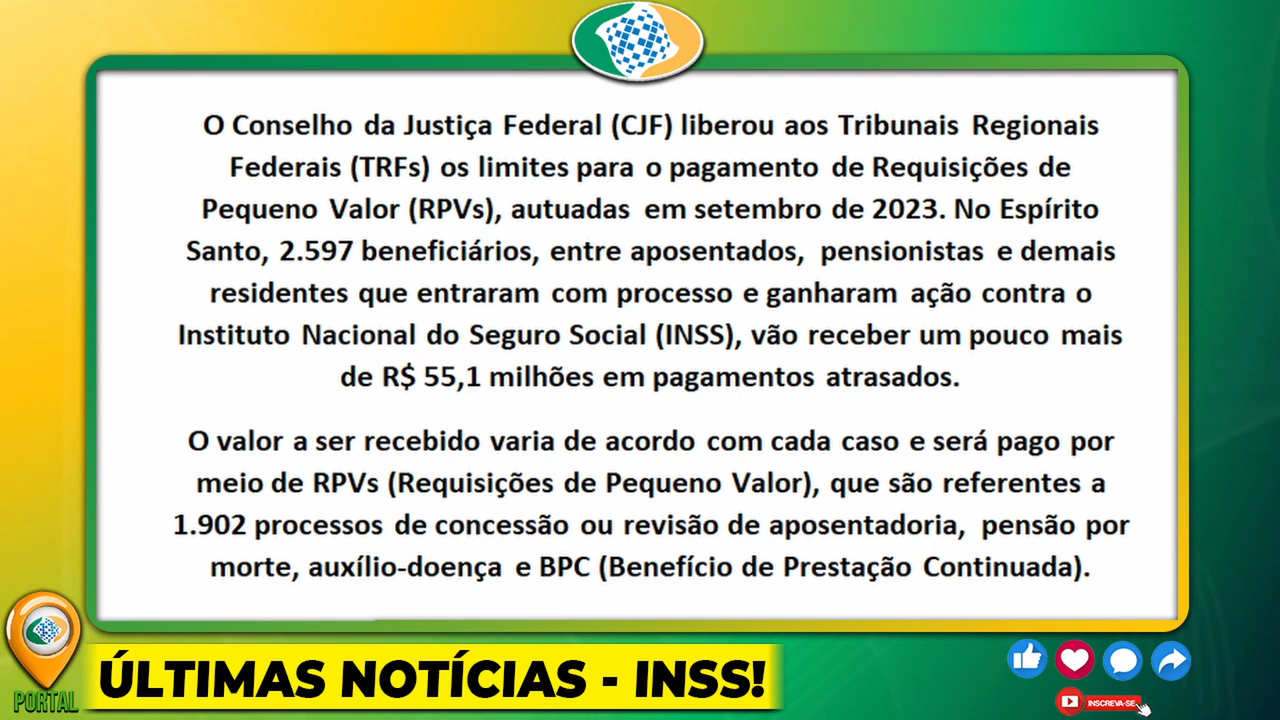 O Conselho da Justiça Federal (CJF) liberou aos Tribunais Regionais
Federais (TRFs) os limites para o pagamento de Requisições de
Pequeno Valor (RPVs), autuadas em setembro de 2023. No Espírito
Santo, 2.597 beneficiários, entre aposentados, pensionistas e demais
residentes que entraram com processo e ganharam ação contra o
Instituto Nacional do Seguro Social (INSS), vão receber um pouco mais
de R$ 55,1 milhões em pagamentos atrasados.
O valor a ser recebido varia de acordo com cada caso e será pago por
meio de RPVs (Requisições de Pequeno Valor), que são referentes a
1.902 processos de concessão ou revisão de aposentadoria, pensão por
morte, auxílio-doença e BPC (Benefício de Prestação Continuada).
PORTAL
ÚLTIMAS NOTÍCIAS - INSS!
INSCREVA-SE